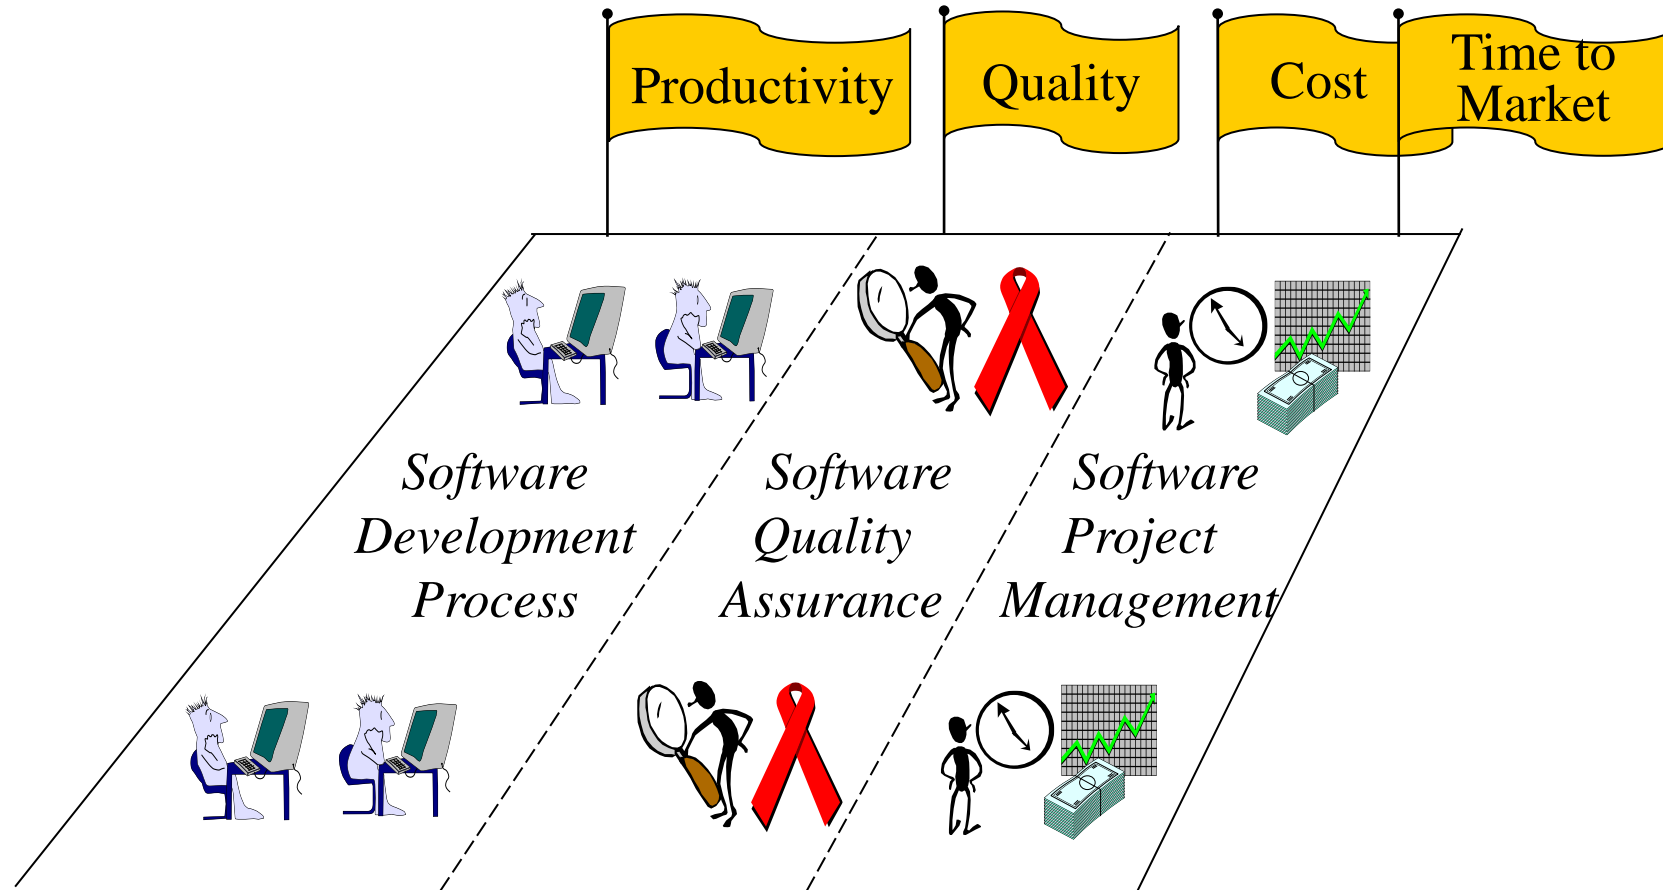 Productivity
Quality
Cost
Time to
Market
Software
Development
Process
Software
Quality
Assurance
Software
Project
Management